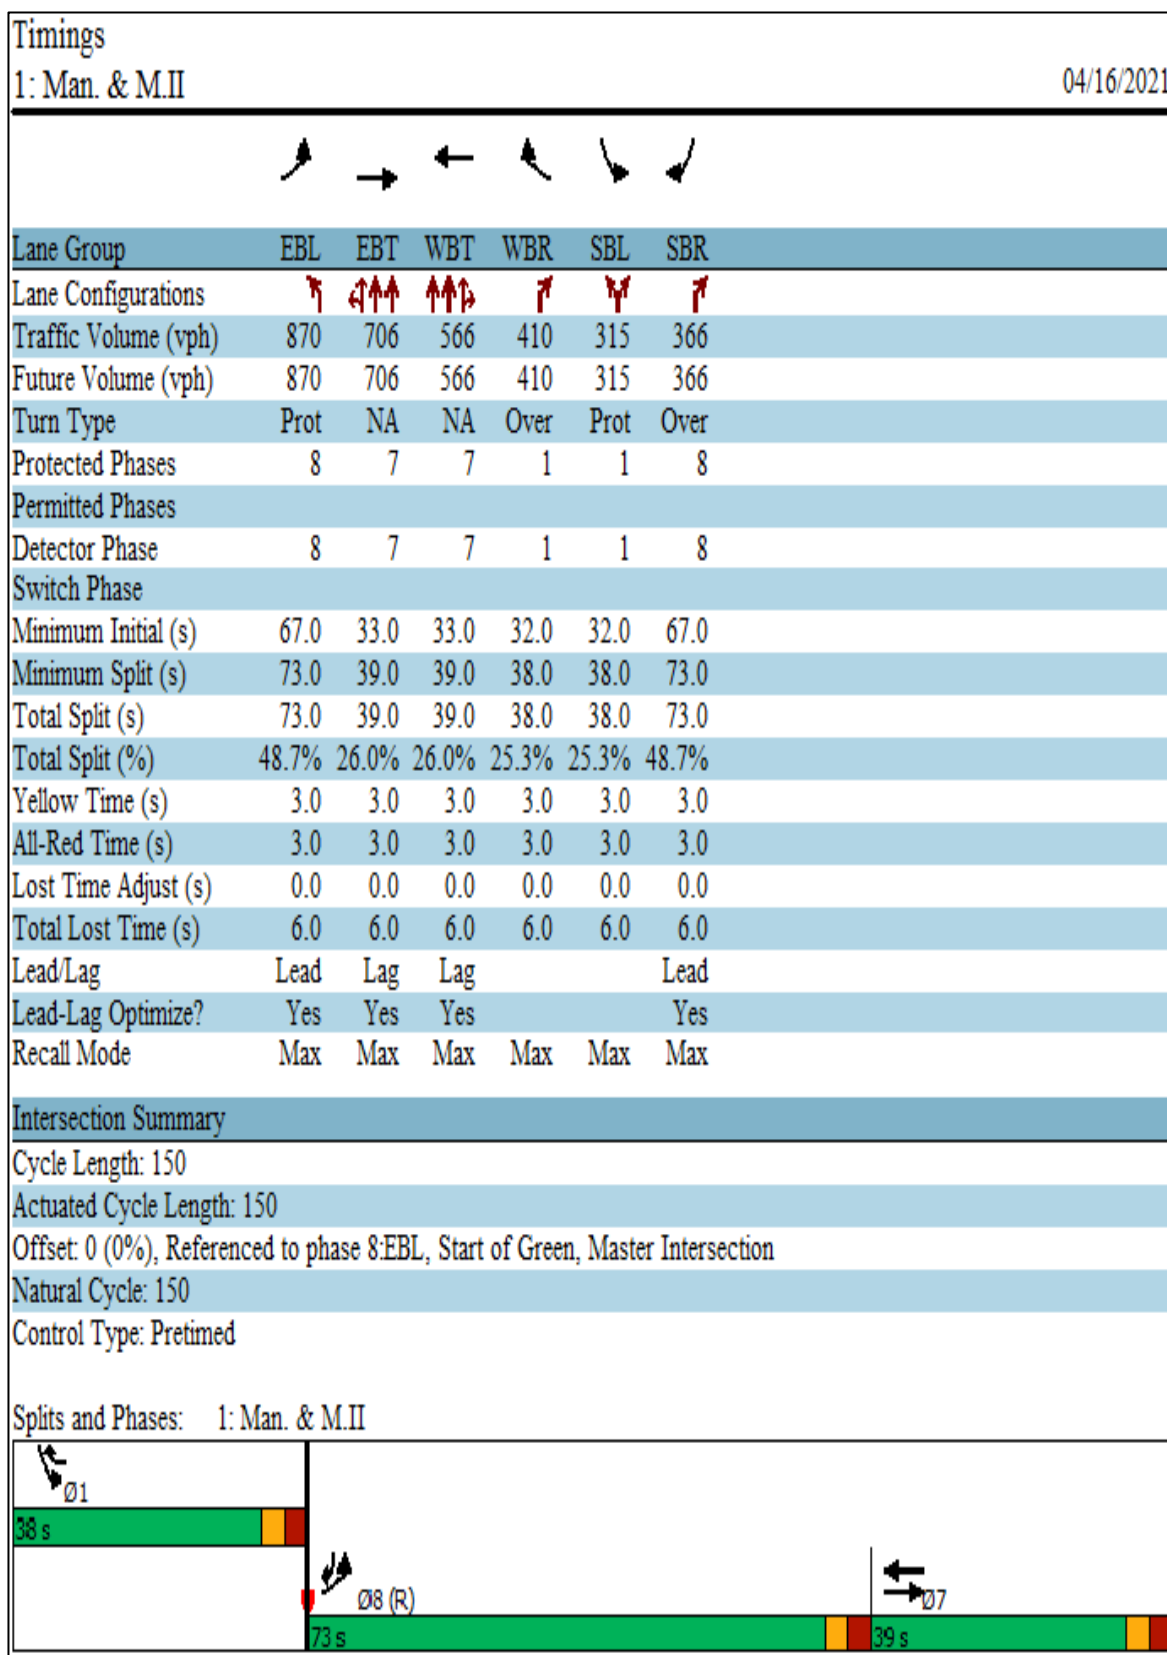 Timings
1: Man. & M.II 04/16/2021
Lane Group EBL EBT WBT WBR SBL SBR
Lane Configurations
Traffic Volume (vph) 870 706 566 410 315 366
Future Volume (vph) 870 706 566 410 315 366
Turn Type Prot NA NA Over Prot Over
Protected Phases 8 7 7 1 1 8
Permitted Phases
Detector Phase 8 7 7 1 1 8
Switch Phase
Minimum Initial (s) 67.0 33.0 33.0 32.0 32.0 67.0
Minimum Split (s) 73.0 39.0 39.0 38.0 38.0 73.0
Total Split (s) 73.0 39.0 39.0 38.0 38.0 73.0
Total Split (%) 48.7% 26.0% 26.0% 25.3% 25.3% 48.7%
Yellow Time (s) 3.0 3.0 3.0 3.0 3.0 3.0
All-Red Time (s) 3.0 3.0 3.0 3.0 3.0 3.0
Lost Time Adjust (s) 0.0 0.0 0.0 0.0 0.0 0.0
Total Lost Time (s) 6.0 6.0 6.0 6.0 6.0 6.0
Lead/Lag Lead Lag Lag Lead
Lead-Lag Optimize? Yes Yes Yes Yes
Recall Mode Max Max Max Max Max Max
Intersection Summary
Cycle Length: 150
Actuated Cycle Length: 150
Offset: 0 (0%), Referenced to phase 8:EBL, Start of Green, Master Intersection
Natural Cycle: 150
Control Type: Pretimed
Splits and Phases: 1: Man. & M.II
Ø1
38 s
Ø8 (R) Ø7
73 s 39 s